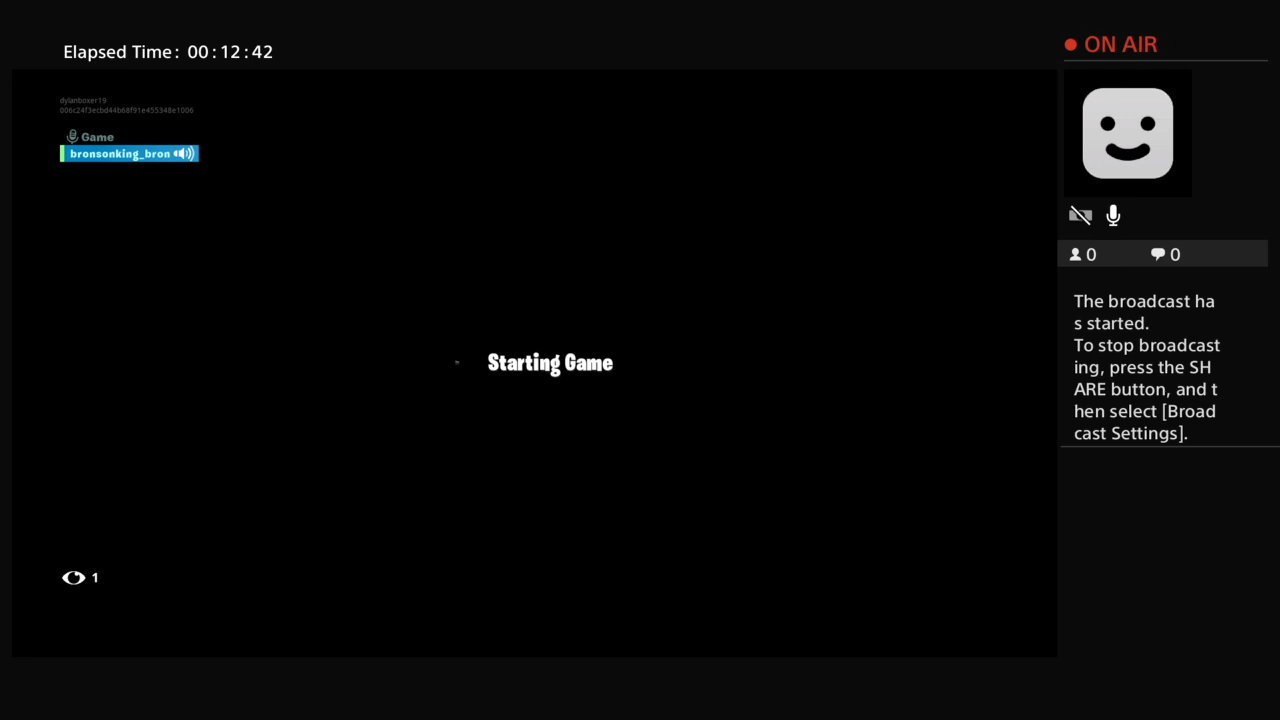 Elapsed Time: 00:12:42
ON AIR
dylanboxer19
006c24f3ecbd44b68f91e455348e1006
Game
bronsonking_bron
0 0
The broadcast ha
s started.
To stop broadcast
ing, press the SH
ARE button, and t
hen select [Broad
cast Settings].
Starting Game
1